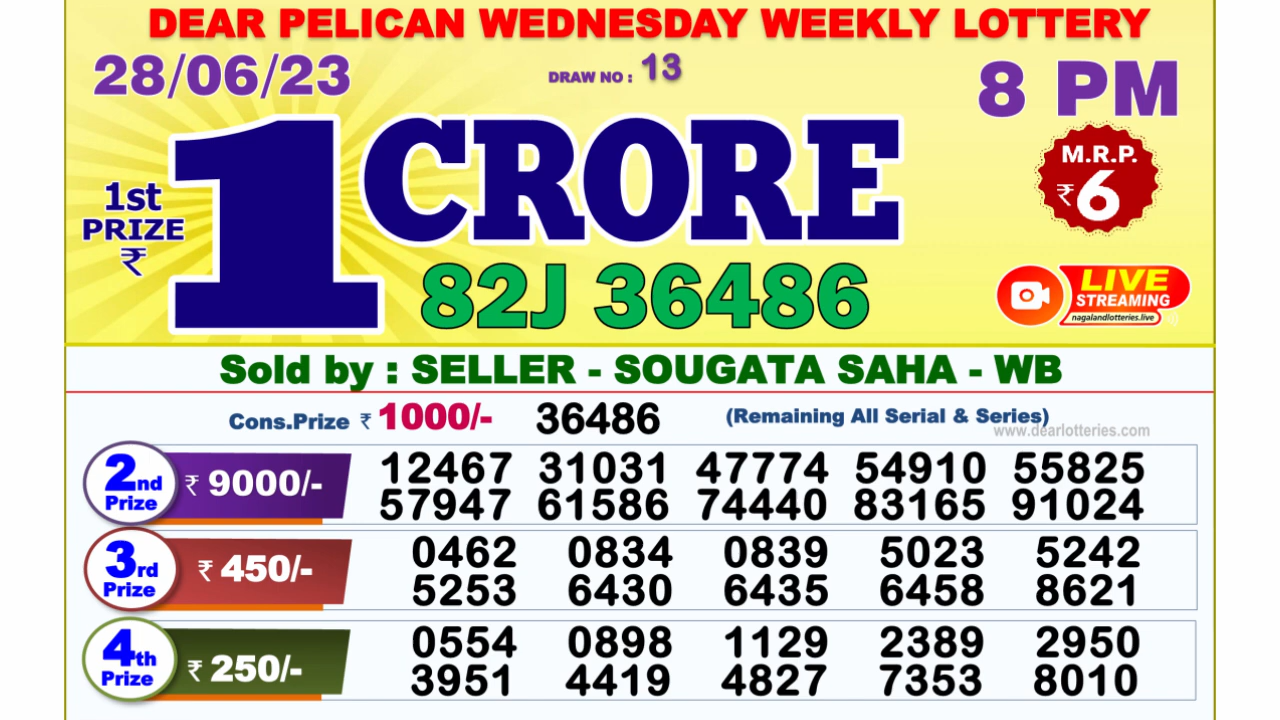 DEAR PELICAN WEDNESDAY WEEKLY LOTTERY
28/06/23 DRAW NO : 13 8 PM
1st PRIZE ₹ 1 CRORE
M.R.P. ₹ 6
82J 36486
LIVE
STREAMING
nagalandlotteries.live
Sold by : SELLER - SOUGATA SAHA - WB
Cons.Prize ₹ 1000/- 36486 (Remaining All Serial & Series)
www.dearlotteries.com
2nd Prize ₹ 9000/-
12467 31031 47774 54910 55825
57947 61586 74440 83165 91024
3rd Prize ₹ 450/-
0462 0834 0839 5023 5242
5253 6430 6435 6458 8621
4th Prize ₹ 250/-
0554 0898 1129 2389 2950
3951 4419 4827 7353 8010